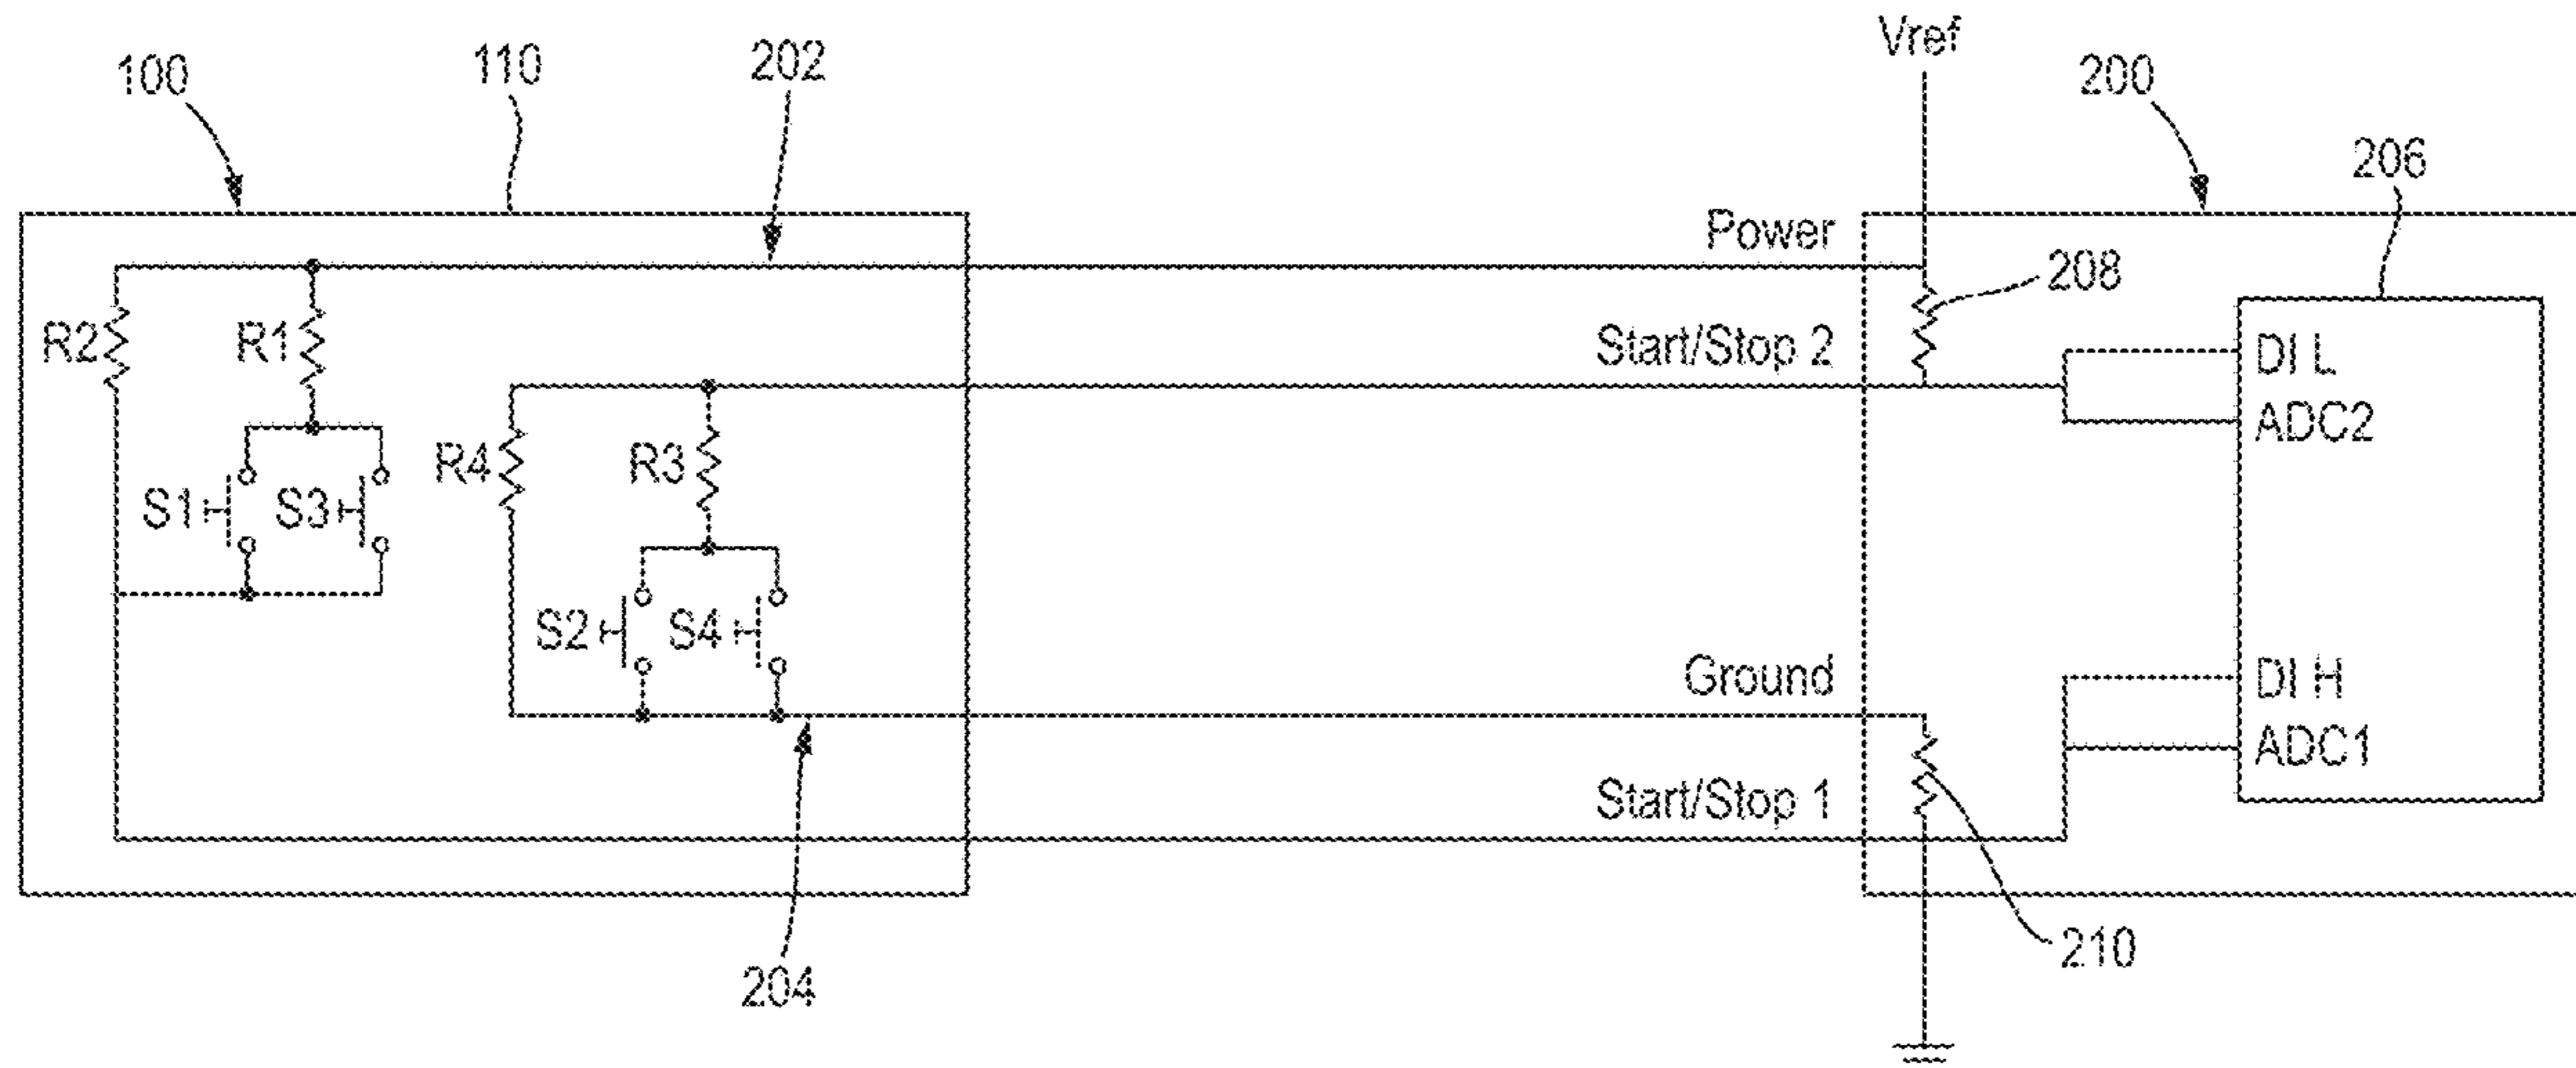 Vref
100
110
202
200
206
Power
208
R2
R1
Start/Stop 2
DI L
ADC2
R4
R3
S1
S3
S2
S4
Ground
DI H
ADC1
Start/Stop 1
210
204